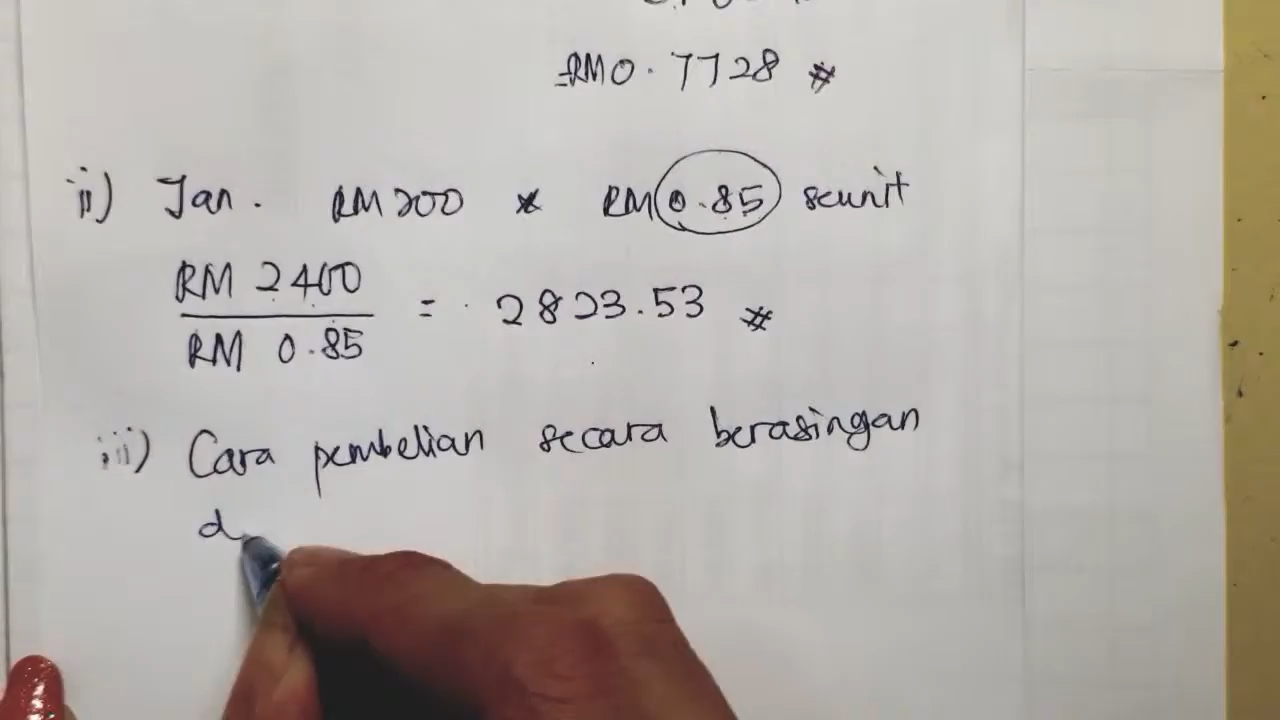 =RM0.7728 #
ii) Jan. RM200 * RM0.85 seunit
RM 2400
RM 0.85
= 2823.53 #
iii) Cara pembelian secara berasingan
d